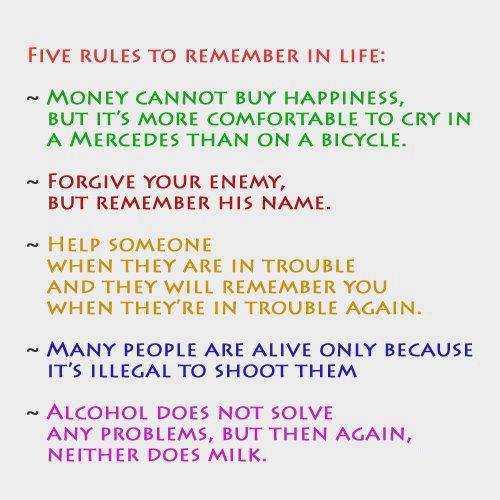 Five rules to remember in life:
~ Money cannot buy happiness,
but it's more comfortable to cry in
a Mercedes than on a bicycle.
~ Forgive your enemy,
but remember his name.
~ Help someone
when they are in trouble
and they will remember you
when they're in trouble again.
~ Many people are alive only because
it's illegal to shoot them
~ Alcohol does not solve
any problems, but then again,
neither does milk.